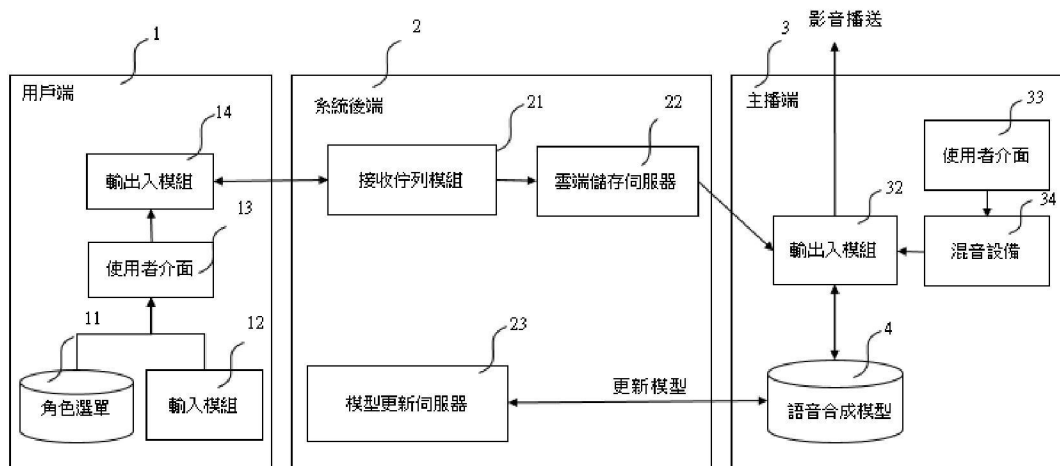 影音播送
1
2
3
用戶端
系統後端
主播端
14
21
22
33
輸出入模組
接收佇列模組
雲端儲存伺服器
使用者介面
13
32
34
使用者介面
輸出入模組
混音設備
11
12
23
4
角色選單
輸入模組
模型更新伺服器
更新模型
語音合成模型